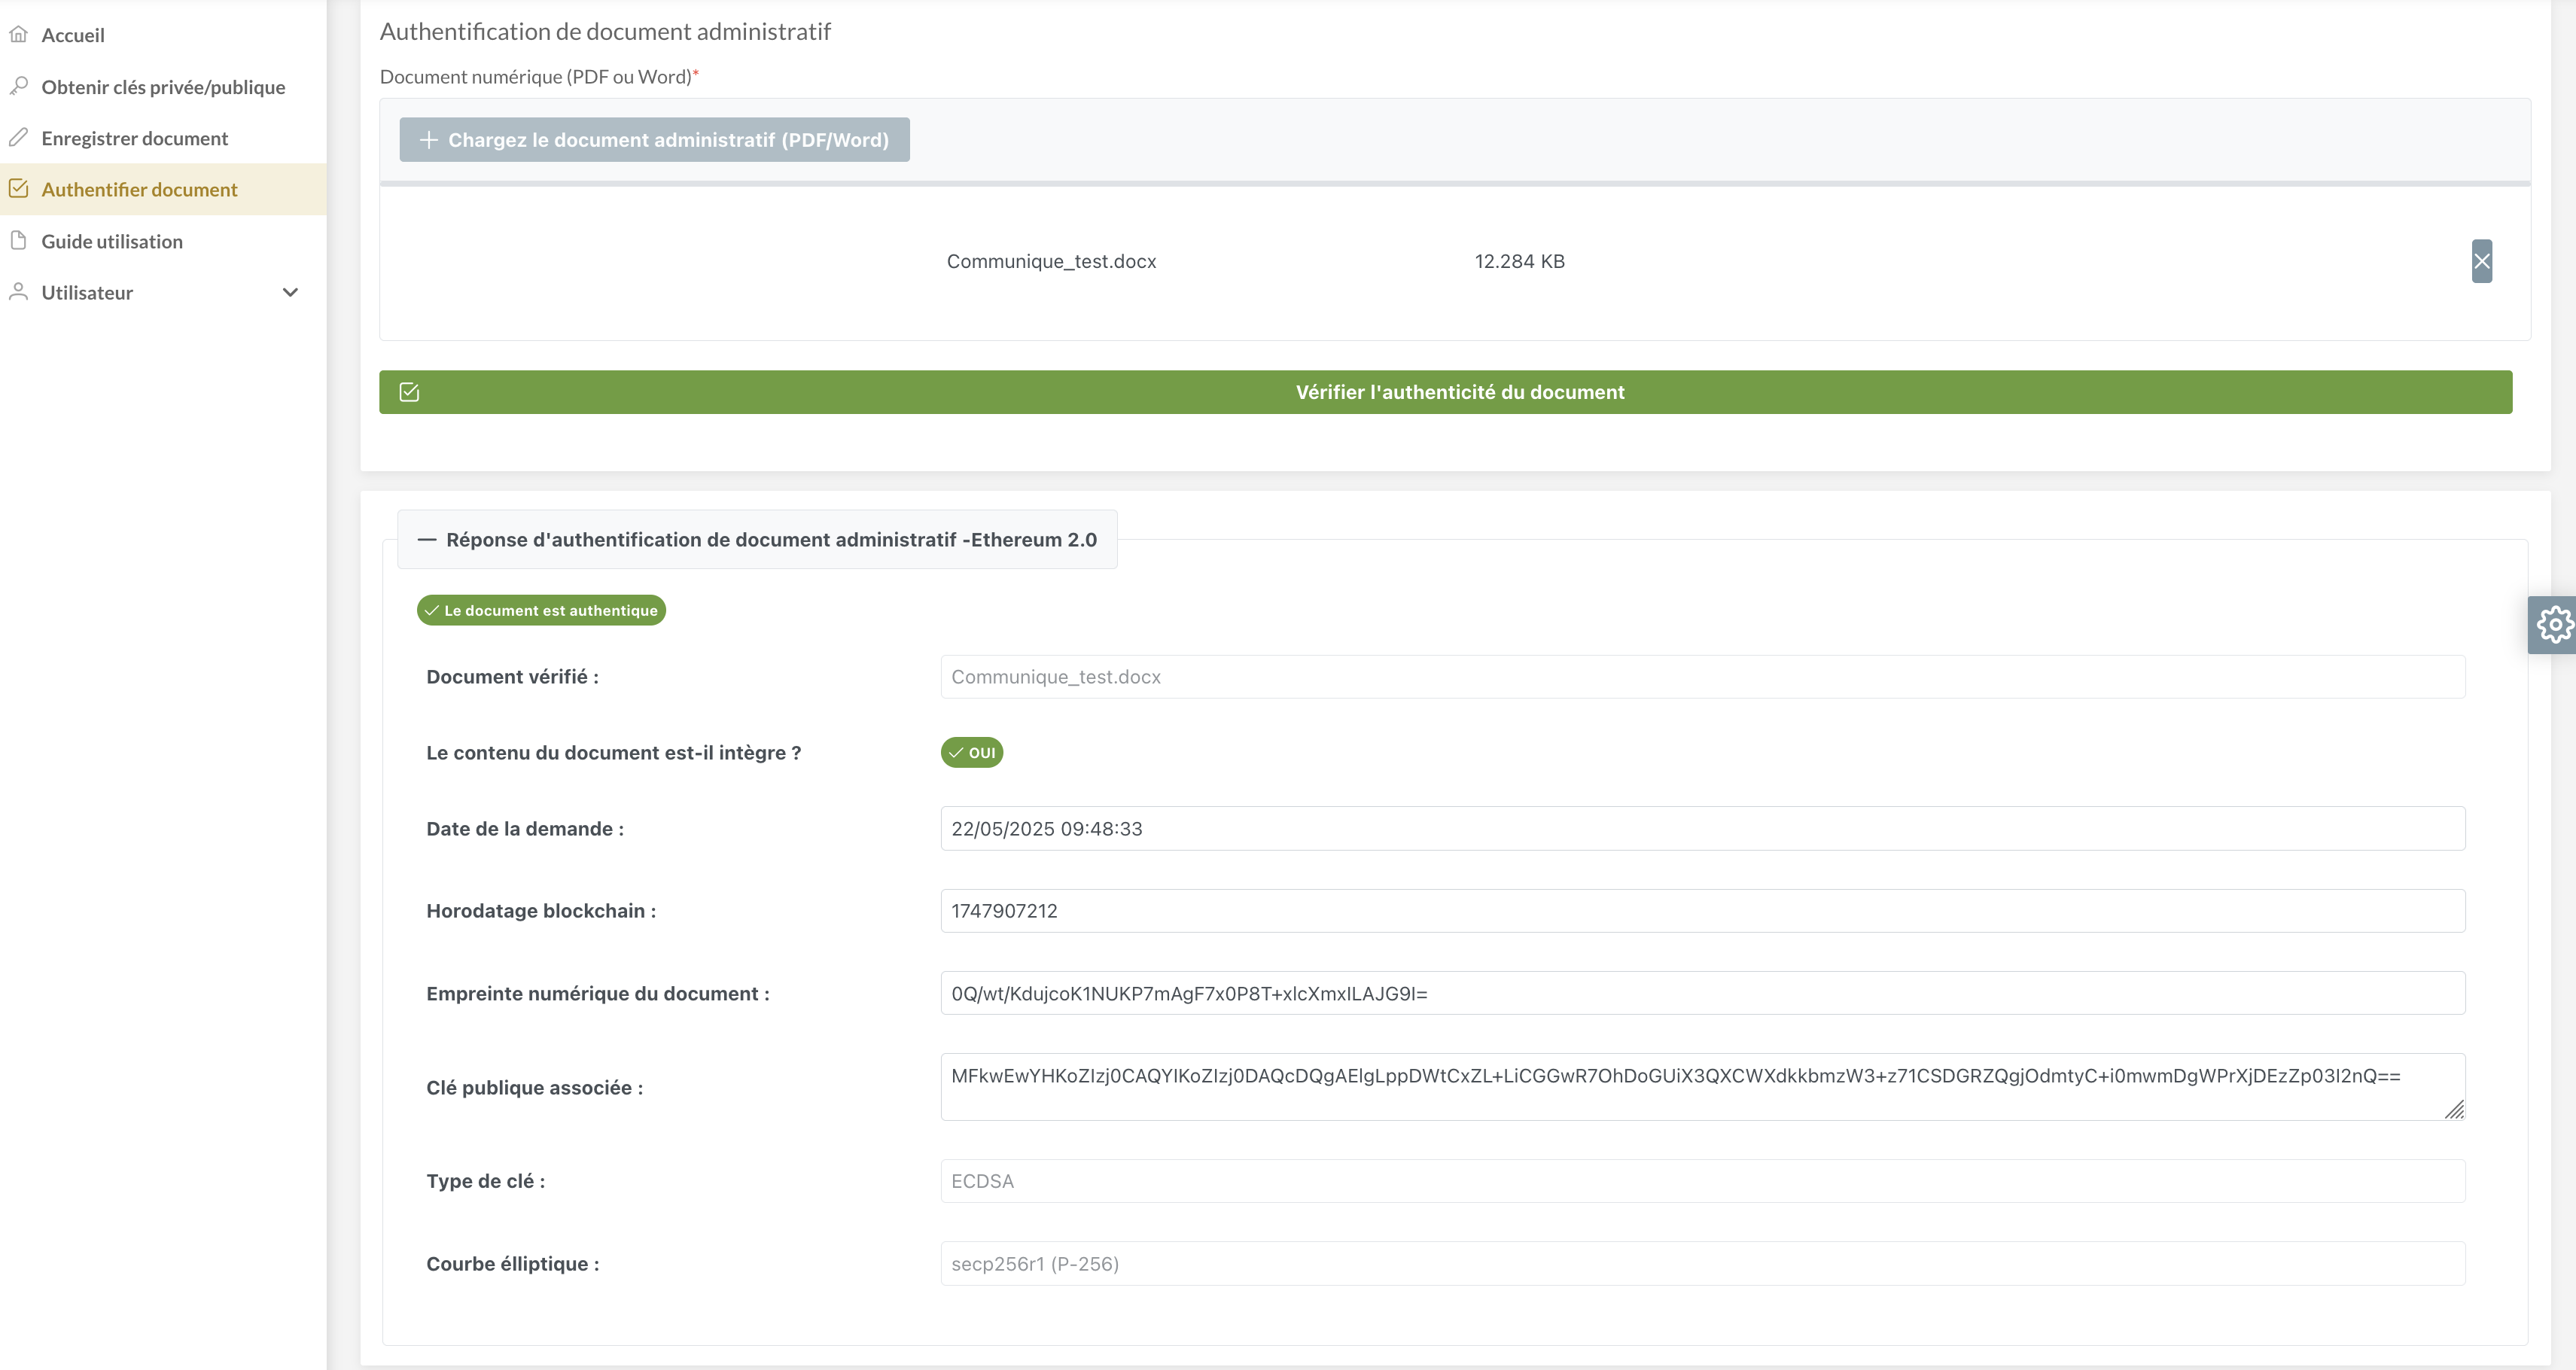 Accueil
Obtenir clés privée/publique
Enregistrer document
Authentifier document
Guide utilisation
Utilisateur
Authentification de document administratif
Document numérique (PDF ou Word)*
Chargez le document administratif (PDF/Word)
Communique_test.docx 12.284 KB
Vérifier l'authenticité du document
Réponse d'authentification de document administratif -Ethereum 2.0
Le document est authentique
Document vérifié : Communique_test.docx
Le contenu du document est-il intègre ? OUI
Date de la demande : 22/05/2025 09:48:33
Horodatage blockchain : 1747907212
Empreinte numérique du document : 0Q/wt/KdujcoK1NUKP7mAgF7x0P8T+xlcXmxILAJG9I=
Clé publique associée : MFkwEwYHKoZIzj0CAQYIKoZIzj0DAQcDQgAElgLppDWtCxZL+LiCGGwR7OhDoGUiX3QXCWXdkkbmzW3+z71CSDGRZQgjOdmtyC+i0mwmDgWPrXjDEzZp03I2nQ==
Type de clé : ECDSA
Courbe élliptique : secp256r1 (P-256)